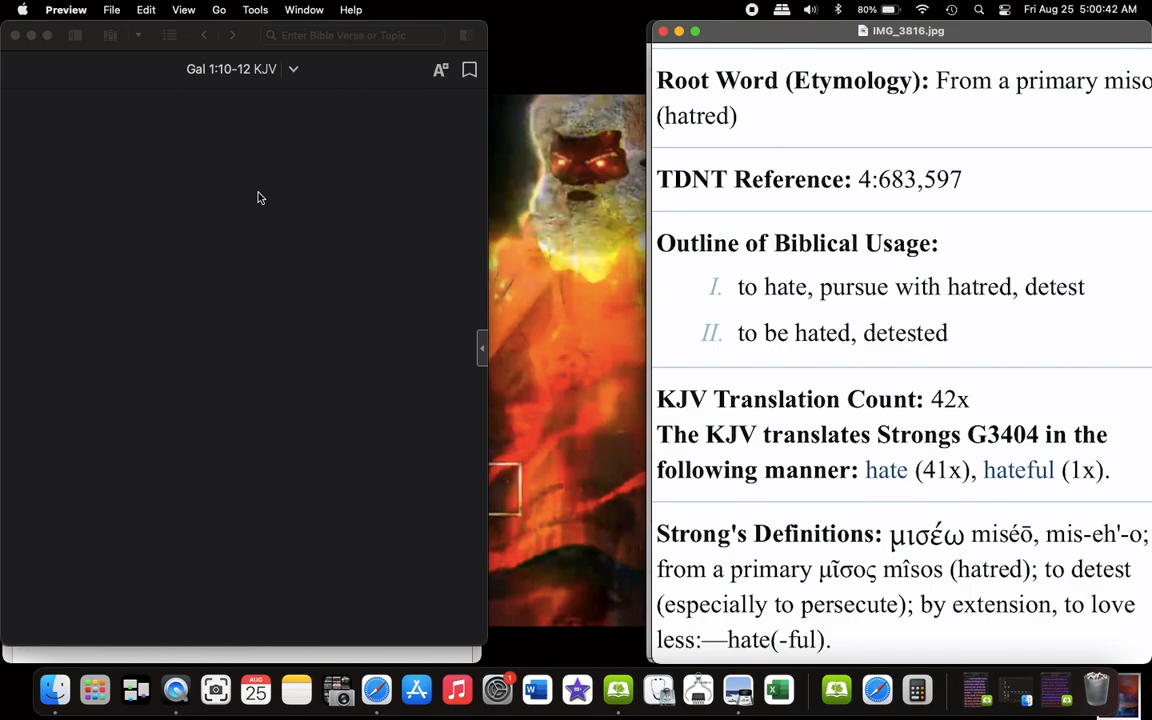 Preview File Edit View Go Tools Window Help 80% Fri Aug 25 5:00:42 AM
Enter Bible Verse or Topic
IMG_3816.jpg
Gal 1:10-12 KJV
Root Word (Etymology): From a primary miso
(hatred)
TDNT Reference: 4:683,597
Outline of Biblical Usage:
I. to hate, pursue with hatred, detest
II. to be hated, detested
KJV Translation Count: 42x
The KJV translates Strongs G3404 in the
following manner: hate (41x), hateful (1x).
Strong's Definitions: μισέω miséō, mis-eh'-o;
from a primary μῖσος mîsos (hatred); to detest
(especially to persecute); by extension, to love
less:—hate(-ful).
AUG
25
1